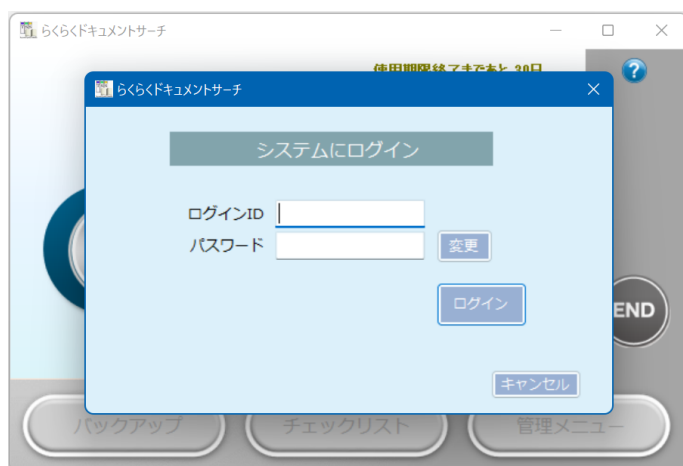 らくらくドキュメントサーチ
使用期限終了まであと 30日
?
らくらくドキュメントサーチ
システムにログイン
ログインID
パスワード
変更
ログイン
END
キャンセル
バックアップ
チェックリスト
管理メニュー